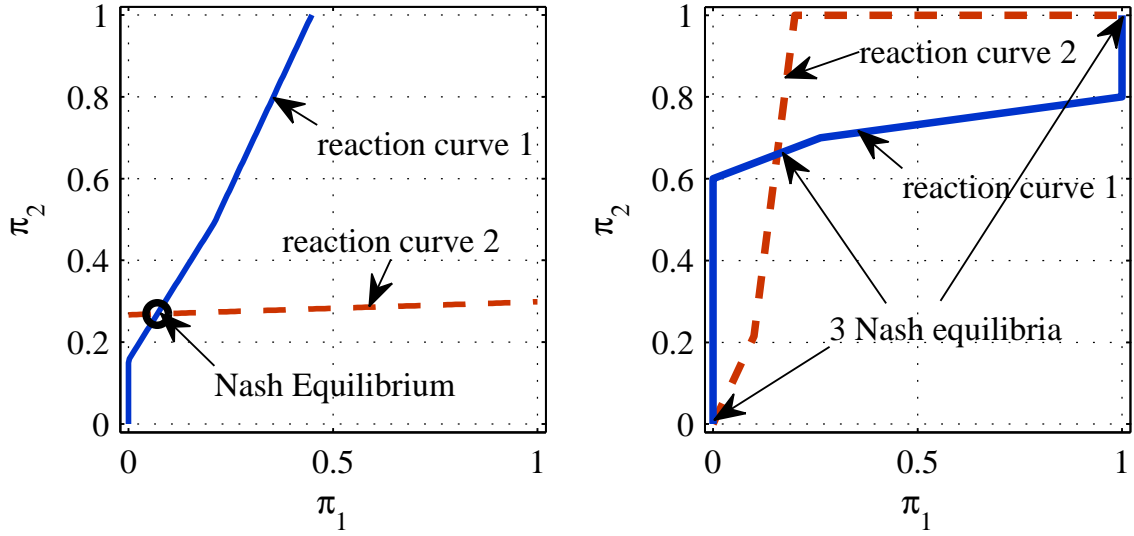 1
0.8
0.6
0.4
0.2
0
π2
0
0.5
1
π1
reaction curve 1
reaction curve 2
Nash Equilibrium
1
0.8
0.6
0.4
0.2
0
π2
0
0.5
1
π1
reaction curve 2
reaction curve 1
3 Nash equilibria